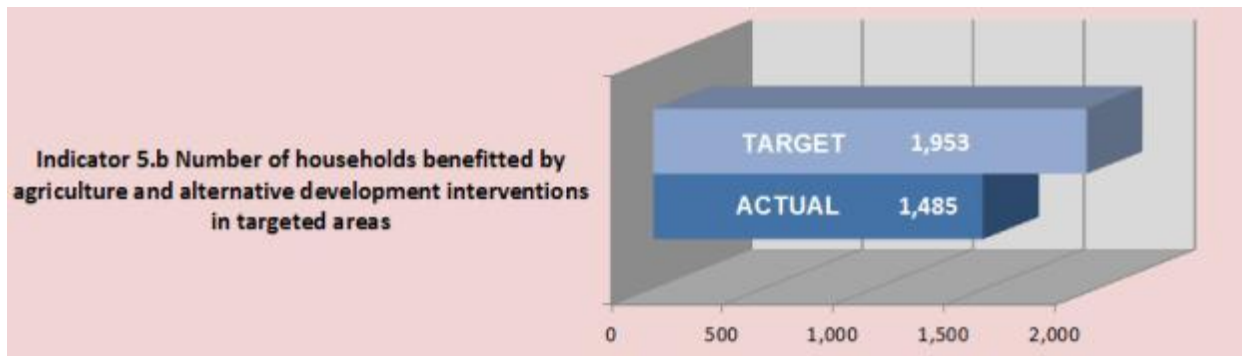 Indicator 5.b Number of households benefitted by
agriculture and alternative development interventions
in targeted areas
TARGET 1,953
ACTUAL 1,485
0 500 1,000 1,500 2,000